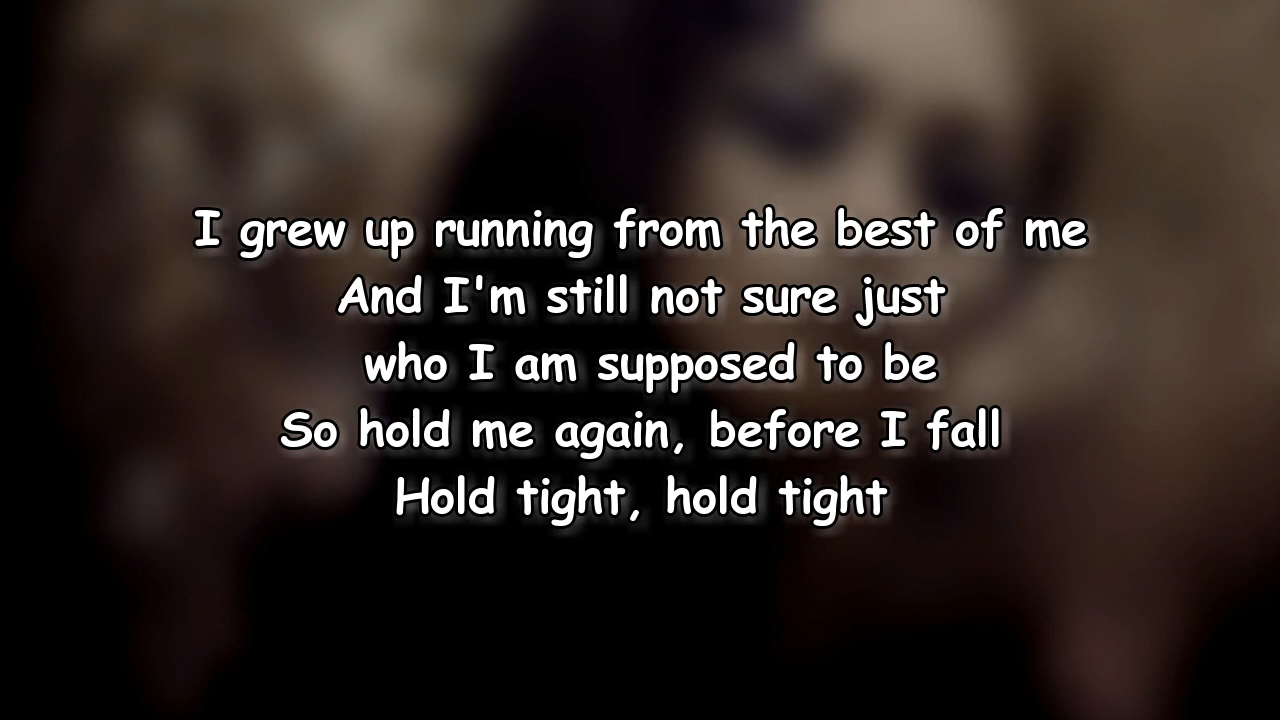 I grew up running from the best of me
And I'm still not sure just
who I am supposed to be
So hold me again, before I fall
Hold tight, hold tight